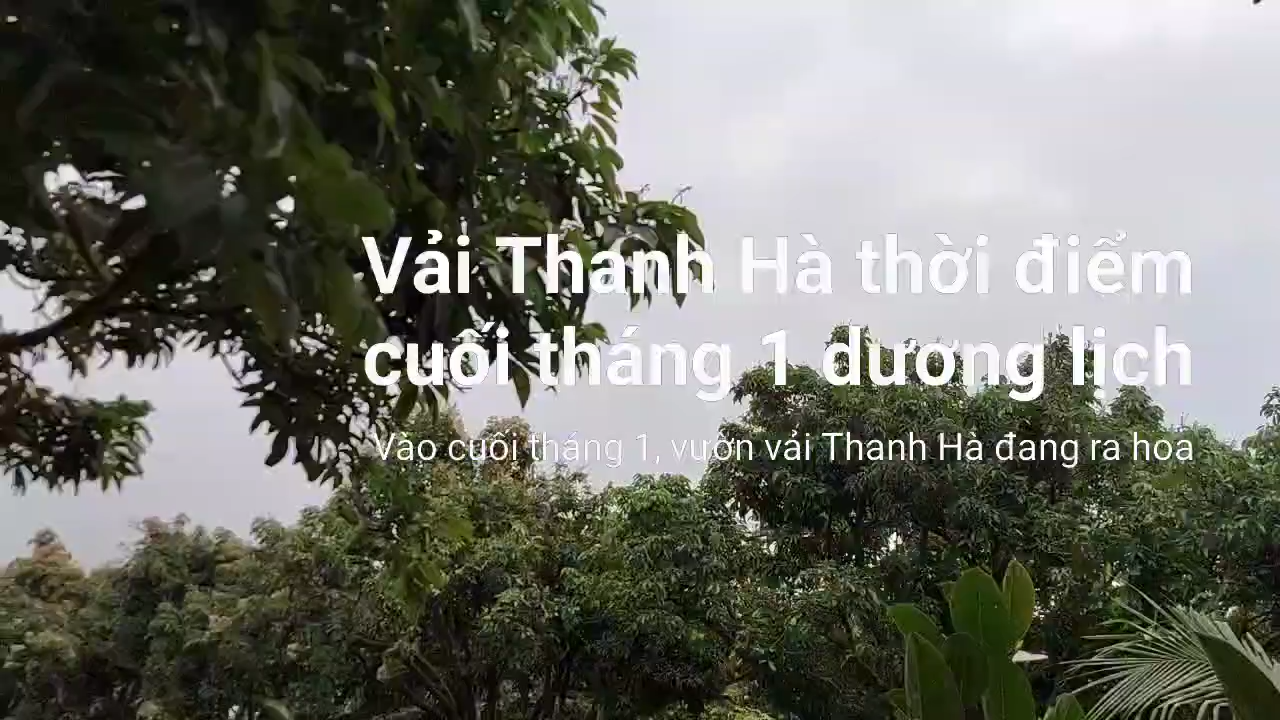 Vải Thanh Hà thời điểm
cuối tháng 1 dương lịch
Vào cuối tháng 1, vườn vải Thanh Hà đang ra hoa